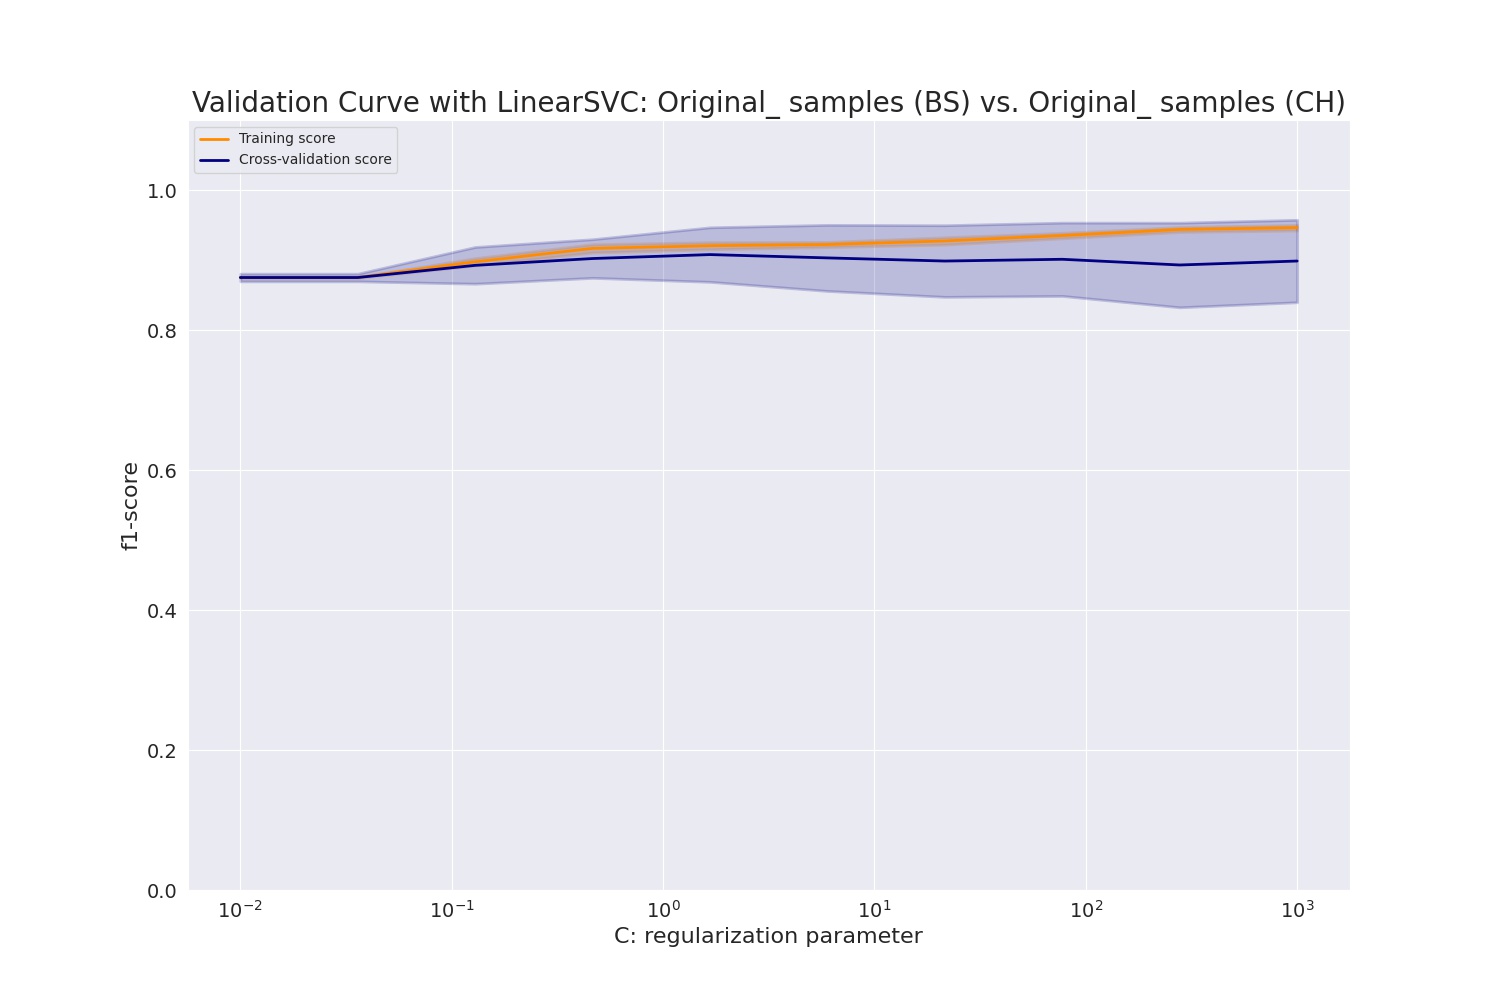 Validation Curve with LinearSVC: Original_ samples (BS) vs. Original_ samples (CH)
Training score
Cross-validation score
1.0
0.8
0.6
0.4
0.2
0.0
f1-score
10⁻² 10⁻¹ 10⁰ 10¹ 10² 10³
C: regularization parameter